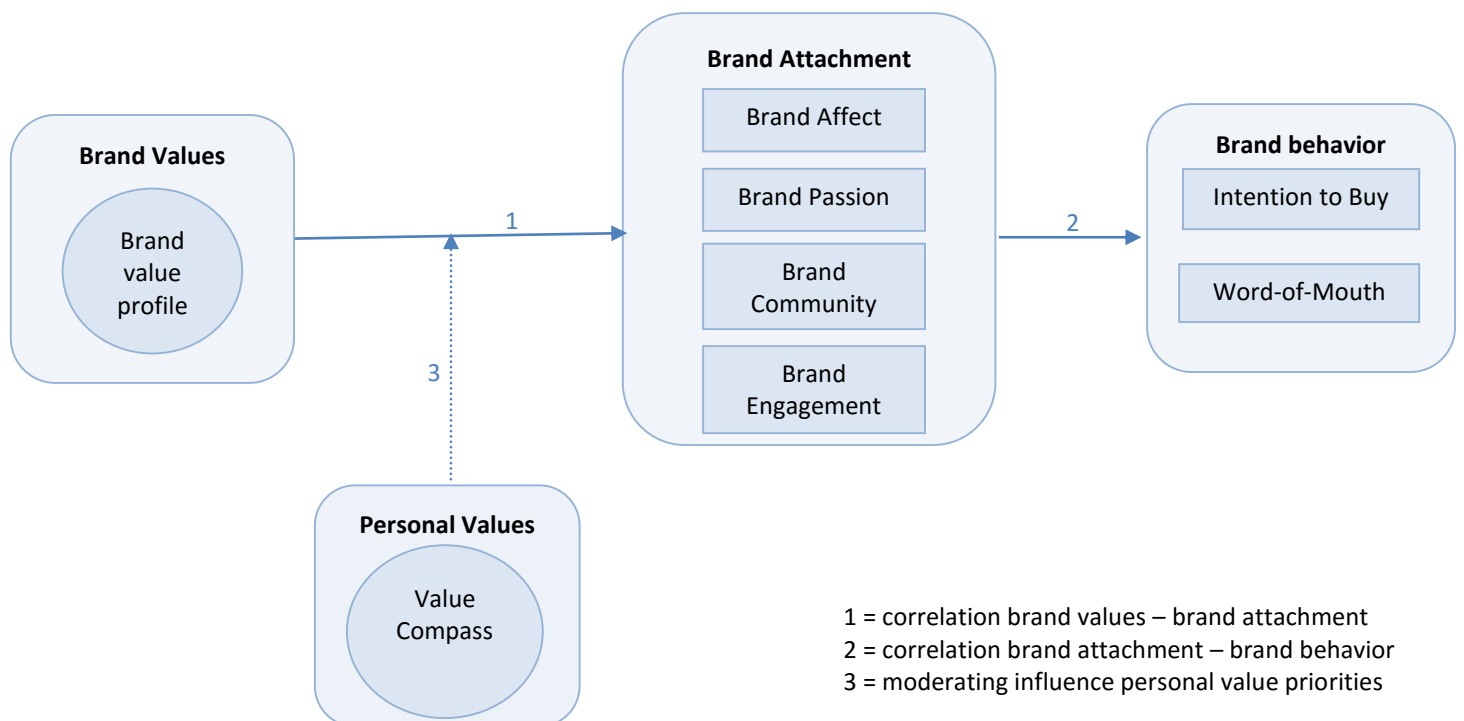 Brand Values
Brand
value
profile
1
3
Personal Values
Value
Compass
Brand Attachment
Brand Affect
Brand Passion
Brand
Community
Brand
Engagement
2
Brand behavior
Intention to Buy
Word-of-Mouth
1 = correlation brand values – brand attachment
2 = correlation brand attachment – brand behavior
3 = moderating influence personal value priorities